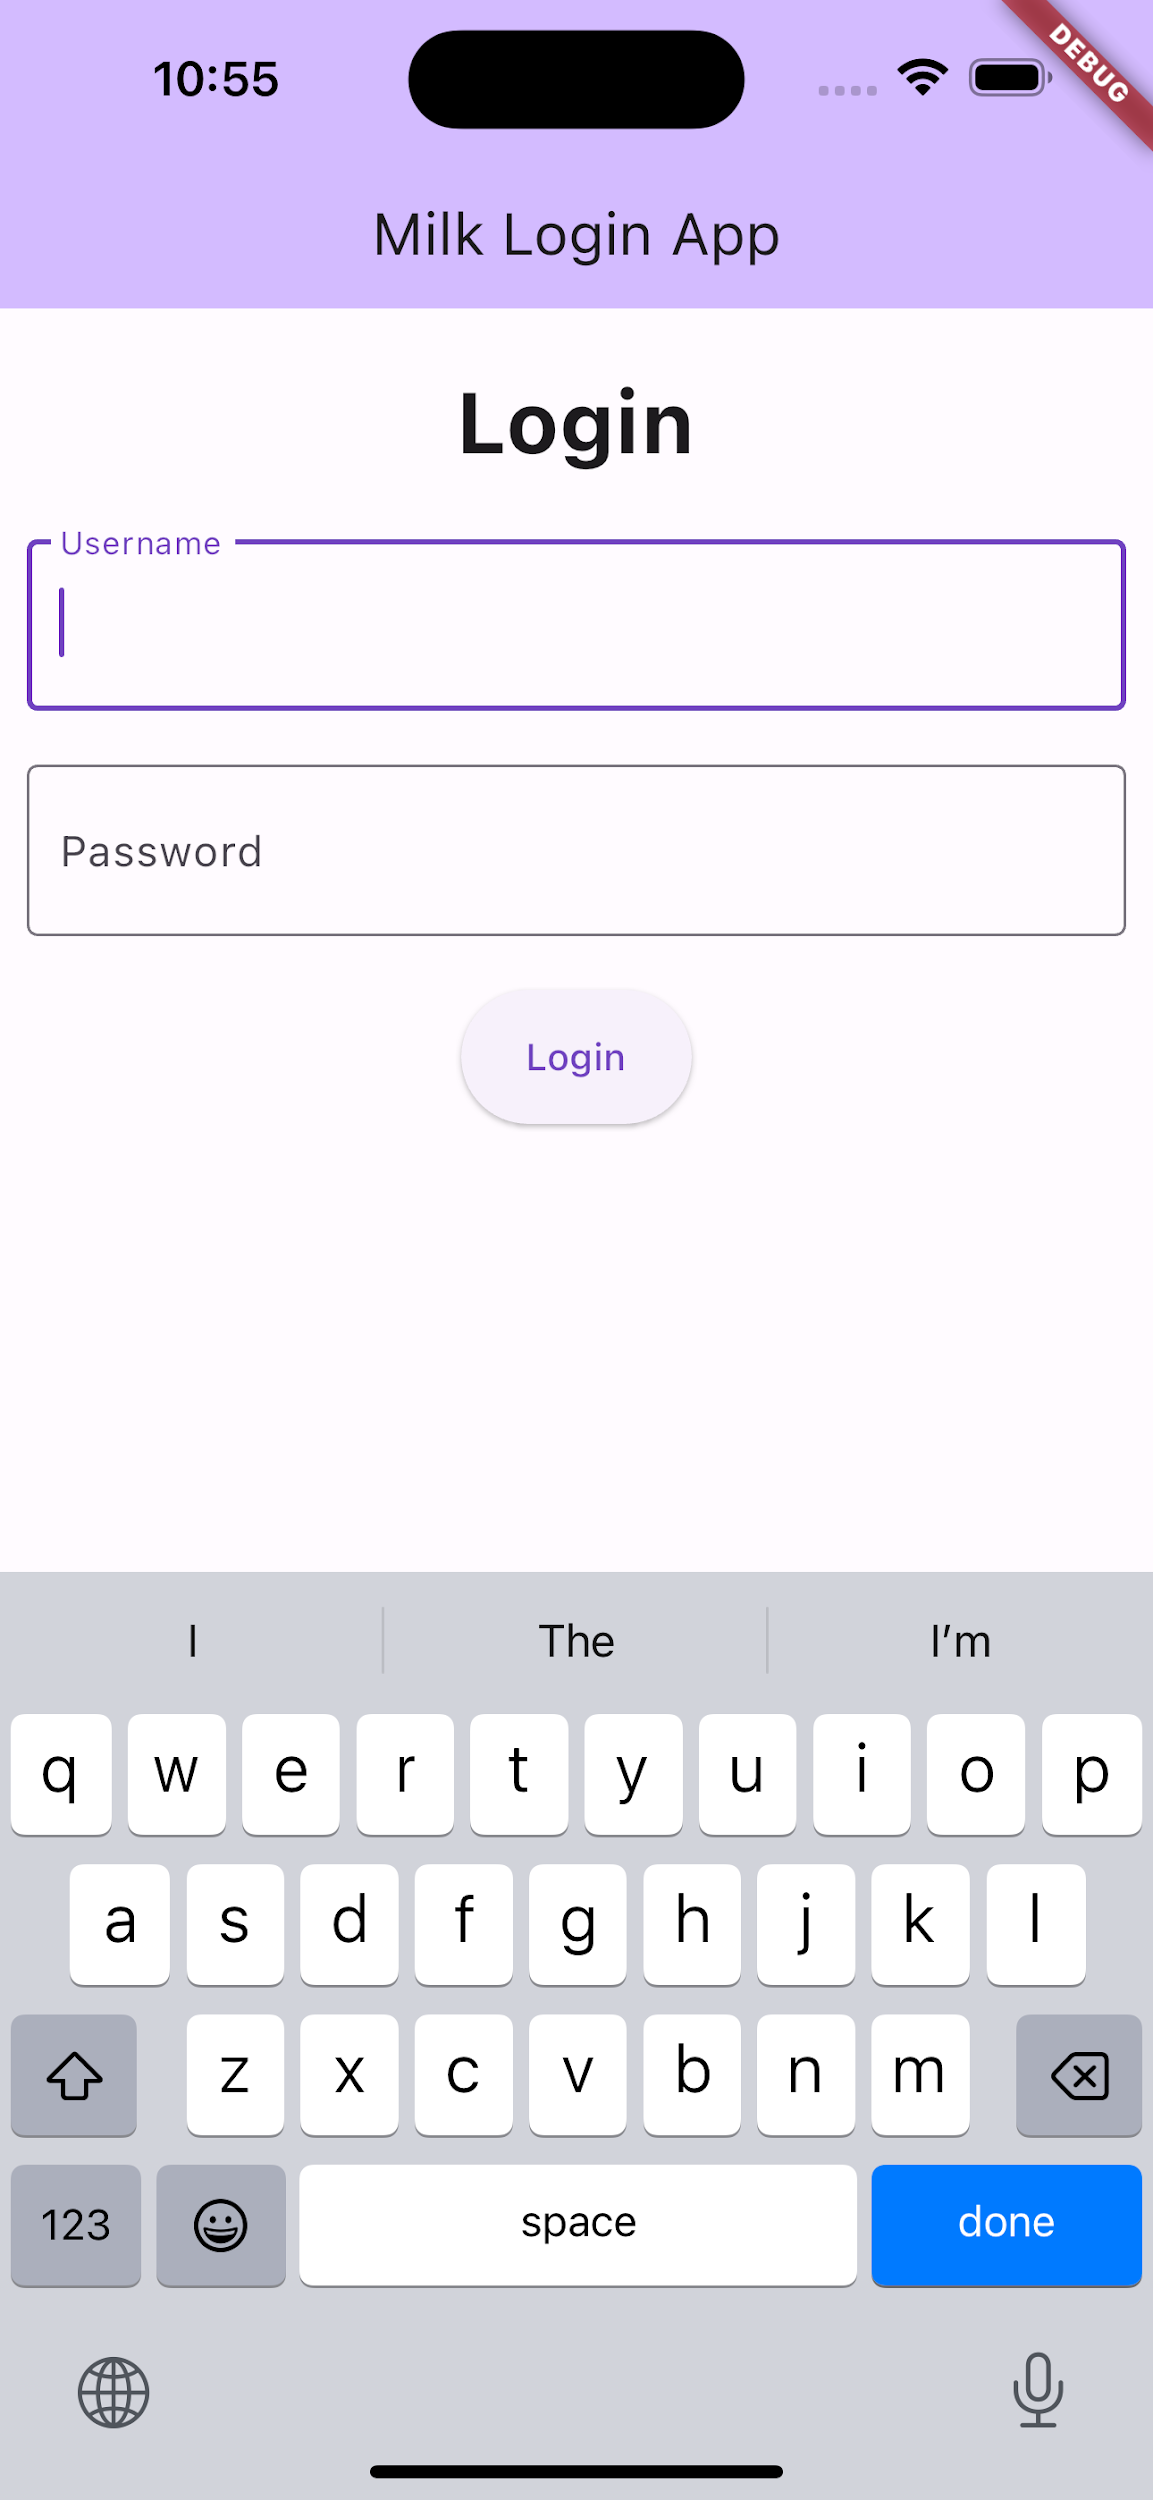 10:55
DEBUG
Milk Login App
Login
Username
Password
Login
I The I'm
q w e r t y u i o p
a s d f g h j k l
z x c v b n m
123 space done